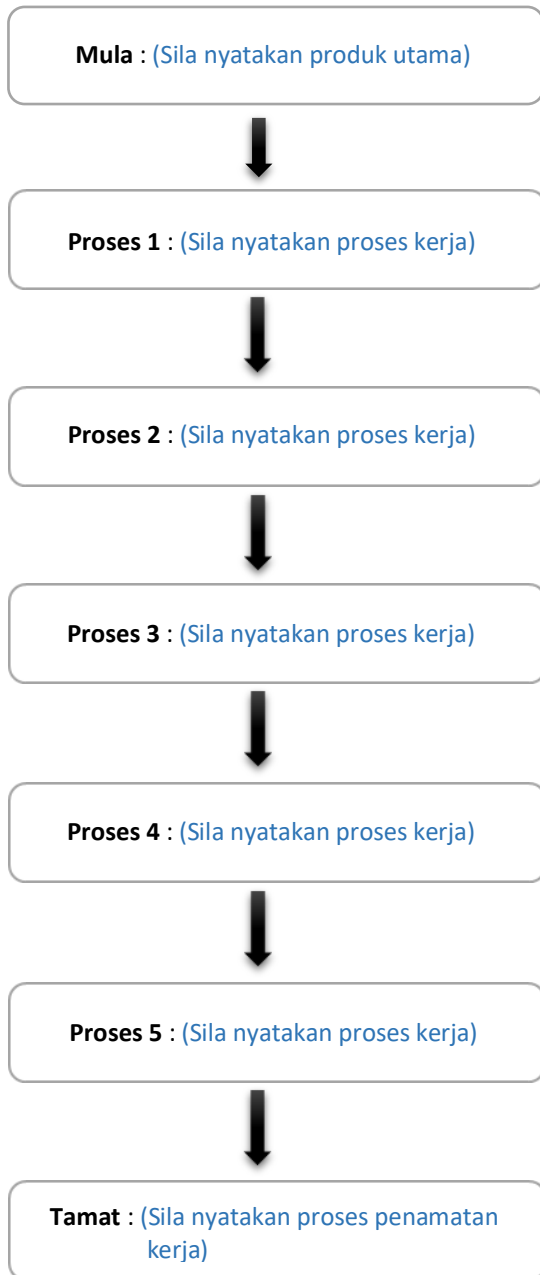 Mula : (Sila nyatakan produk utama)
Proses 1 : (Sila nyatakan proses kerja)
Proses 2 : (Sila nyatakan proses kerja)
Proses 3 : (Sila nyatakan proses kerja)
Proses 4 : (Sila nyatakan proses kerja)
Proses 5 : (Sila nyatakan proses kerja)
Tamat : (Sila nyatakan proses penamatan
kerja)